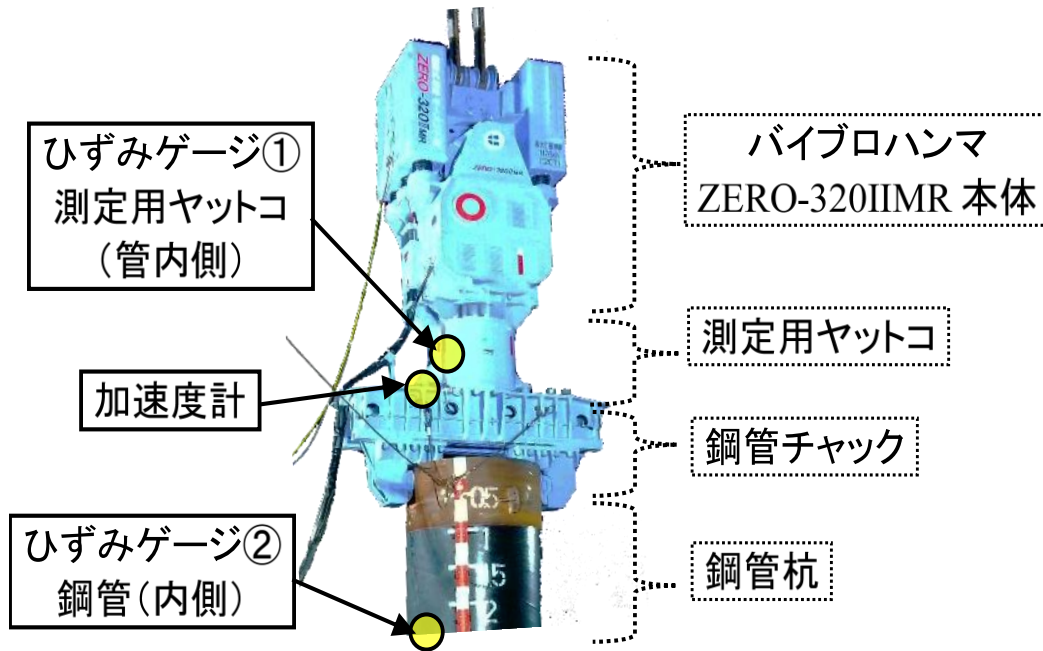 ひずみゲージ①
測定用ヤットコ
（管内側）
加速度計
ひずみゲージ②
鋼管（内側）
ZERO-320IIMR
バイブロハンマ
ZERO-320IIMR 本体
測定用ヤットコ
鋼管チャック
鋼管杭
05
1
15
2